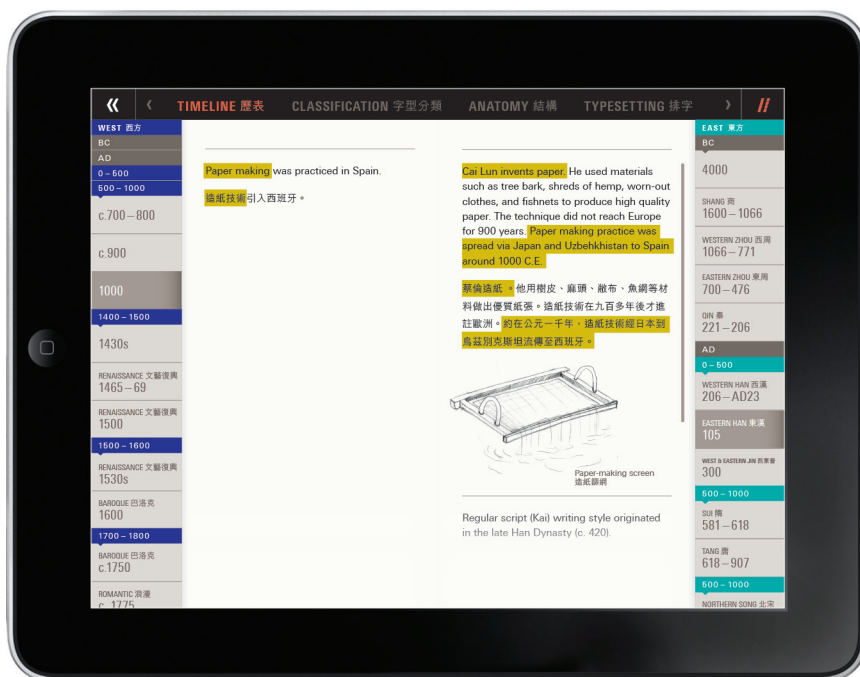 « ‹ TIMELINE 歷表 CLASSIFICATION 字型分類 ANATOMY 結構 TYPESETTING 排字 › //
WEST 西方
BC
AD
0 – 500
500 – 1000
c.700 – 800
c.900
1000
1400 – 1500
1430s
RENAISSANCE 文藝復興
1465 – 69
RENAISSANCE 文藝復興
1500
1500 – 1600
RENAISSANCE 文藝復興
1530s
BAROQUE 巴洛克
1600
1700 – 1800
BAROQUE 巴洛克
c.1750
ROMANTIC 浪漫
c. 1775
Paper making was practiced in Spain.
造紙技術引入西班牙。
Cai Lun invents paper. He used materials
such as tree bark, shreds of hemp, worn-out
clothes, and fishnets to produce high quality
paper. The technique did not reach Europe
for 900 years. Paper making practice was
spread via Japan and Uzbehkhistan to Spain
around 1000 C.E.
蔡倫造紙 。他用樹皮、麻頭、敝布、魚網等材
料做出優質紙張。造紙技術在九百多年後才進
註歐洲。約在公元一千年，造紙技術經日本到
烏茲別克斯坦流傳至西班牙。
Paper-making screen
造紙篩網
Regular script (Kai) writing style originated
in the late Han Dynasty (c. 420).
EAST 東方
BC
4000
SHANG 商
1600 – 1066
WESTERN ZHOU 西周
1066 – 771
EASTERN ZHOU 東周
700 – 476
QIN 秦
221 – 206
AD
0 – 500
WESTERN HAN 西漢
206 – AD23
EASTERN HAN 東漢
105
WEST & EASTERN JIN 西東晉
300
500 – 1000
SUI 隋
581 – 618
TANG 唐
618 – 907
500 – 1000
NORTHERN SONG 北宋